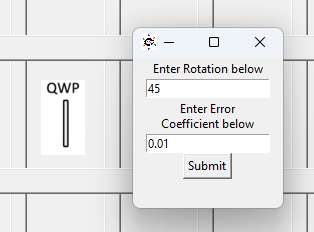 QWP
Enter Rotation below
45
Enter Error
Coefficient below
0.01
Submit